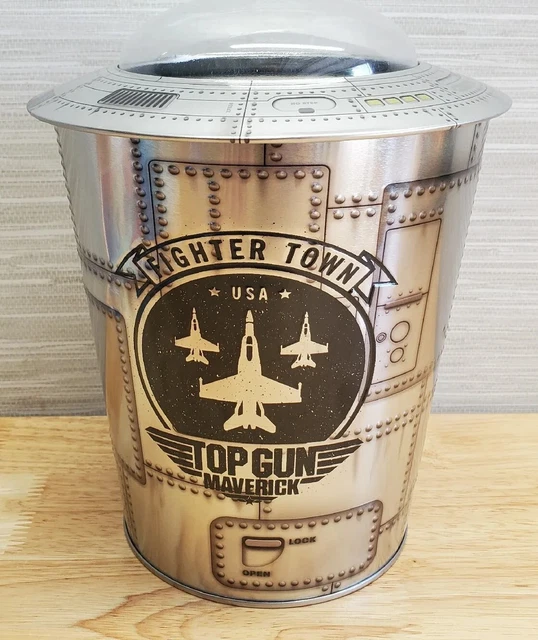 FIGHTER TOWN
USA
TOP GUN
MAVERICK
LOCK
OPEN